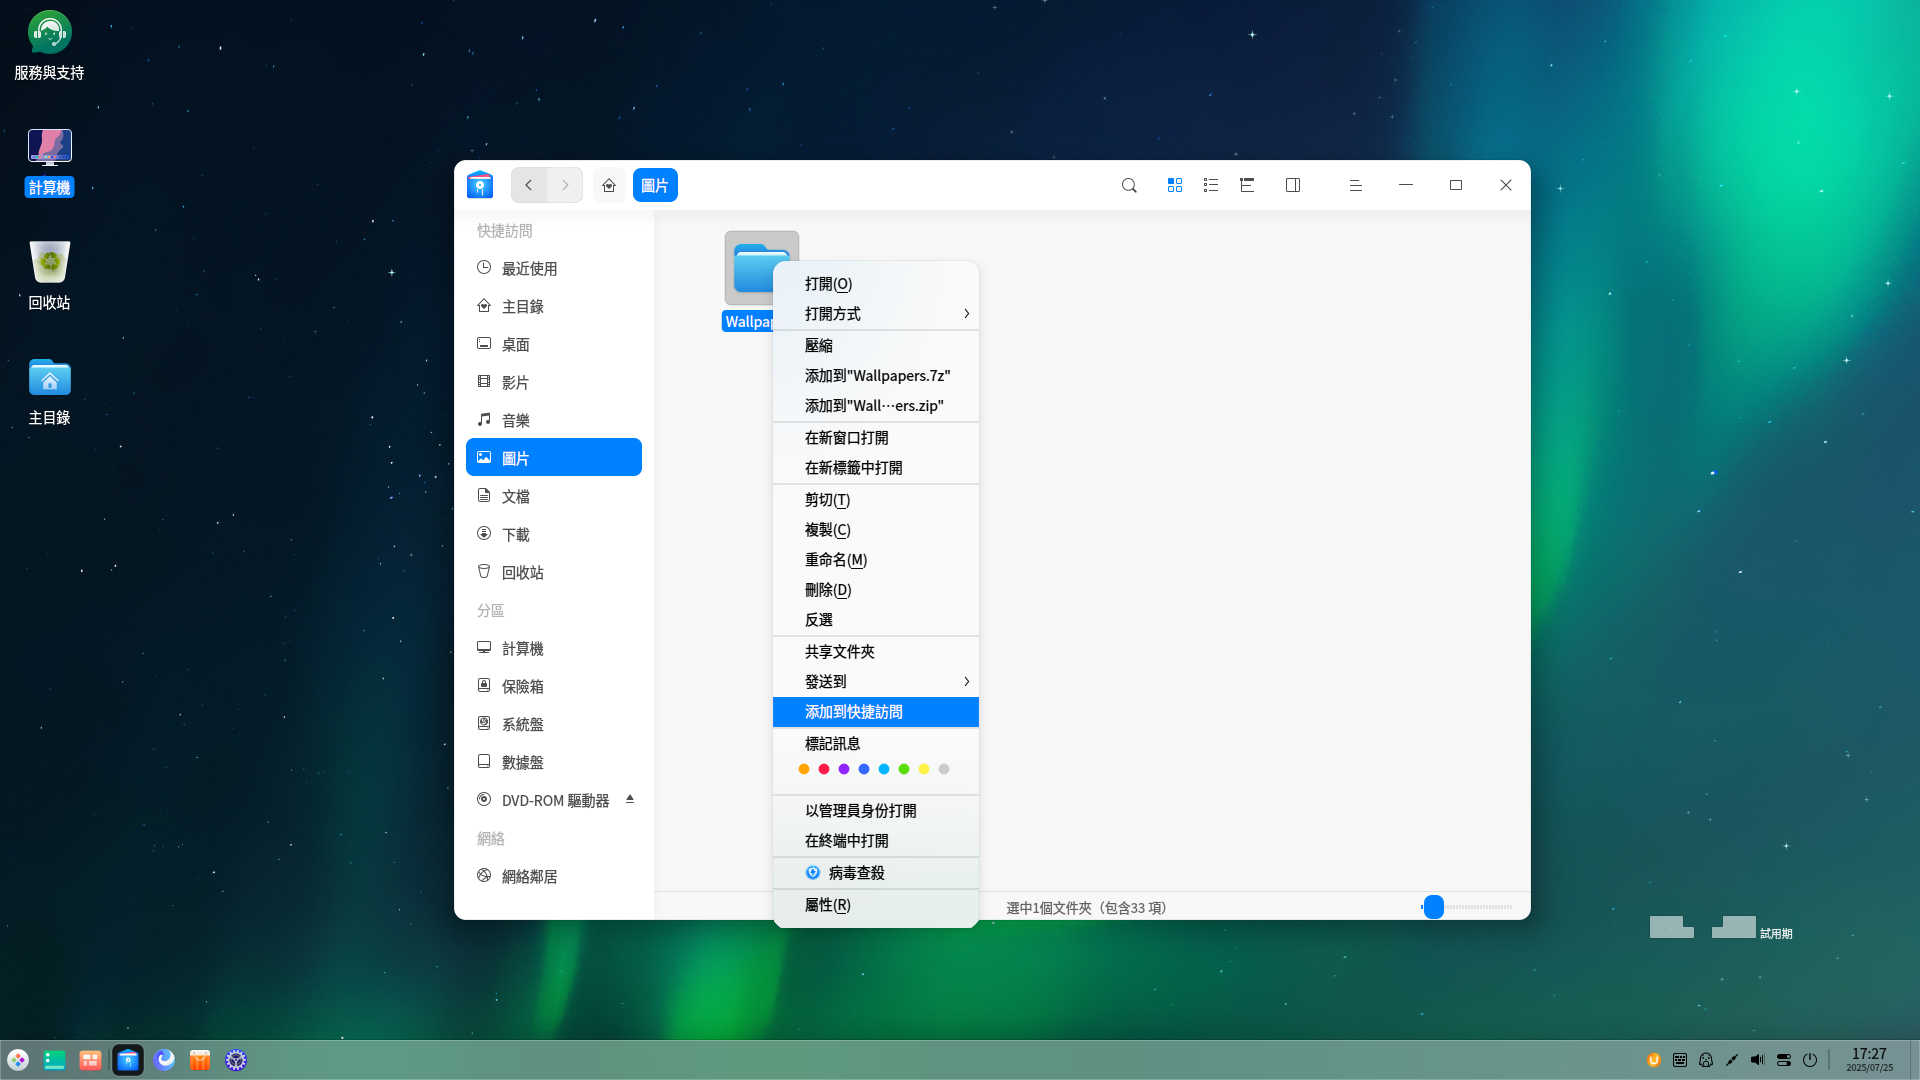 服務與支持
計算機
回收站
主目錄
圖片
快捷訪問
最近使用
主目錄
桌面
影片
音樂
圖片
文檔
下載
回收站
分區
計算機
保險箱
系統盤
數據盤
DVD-ROM 驅動器
網絡
網絡鄰居
打開(O)
打開方式
壓縮
添加到"Wallpapers.7z"
添加到"Wall···ers.zip"
在新窗口打開
在新標籤中打開
剪切(T)
複製(C)
重命名(M)
刪除(D)
反選
共享文件夾
發送到
添加到快捷訪問
標記訊息
以管理員身份打開
在終端中打開
病毒查殺
屬性(R)
選中1個文件夾（包含33 項）
試用期
17:27
2025/07/25